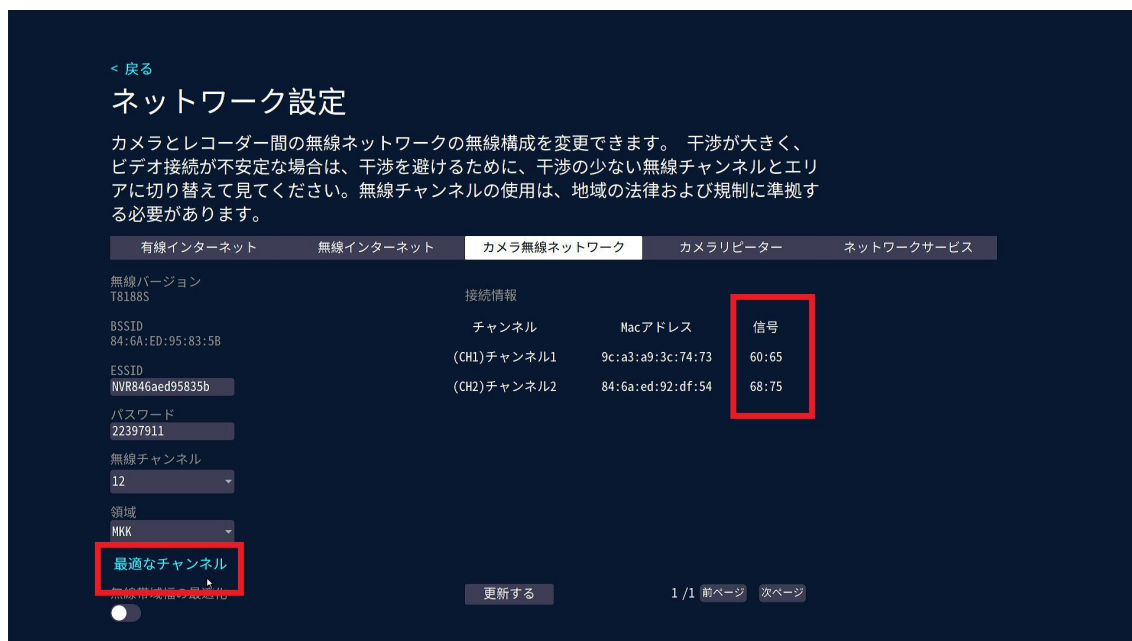 < 戻る
ネットワーク設定
カメラとレコーダー間の無線ネットワークの無線構成を変更できます。 干渉が大きく、
ビデオ接続が不安定な場合は、干渉を避けるために、干渉の少ない無線チャンネルとエリ
アに切り替えて見てください。無線チャンネルの使用は、地域の法律および規制に準拠す
る必要があります。
有線インターネット 無線インターネット カメラ無線ネットワーク カメラリピーター ネットワークサービス
無線バージョン
T8188S
BSSID
84:6A:ED:95:83:5B
ESSID
NVR846aed95835b
パスワード
22397911
無線チャンネル
12
領域
MKK
最適なチャンネル
無線帯域幅の最適化
接続情報
チャンネル Macアドレス 信号
(CH1)チャンネル1 9c:a3:a9:3c:74:73 60:65
(CH2)チャンネル2 84:6a:ed:92:df:54 68:75
更新する 1 /1 前ページ 次ページ